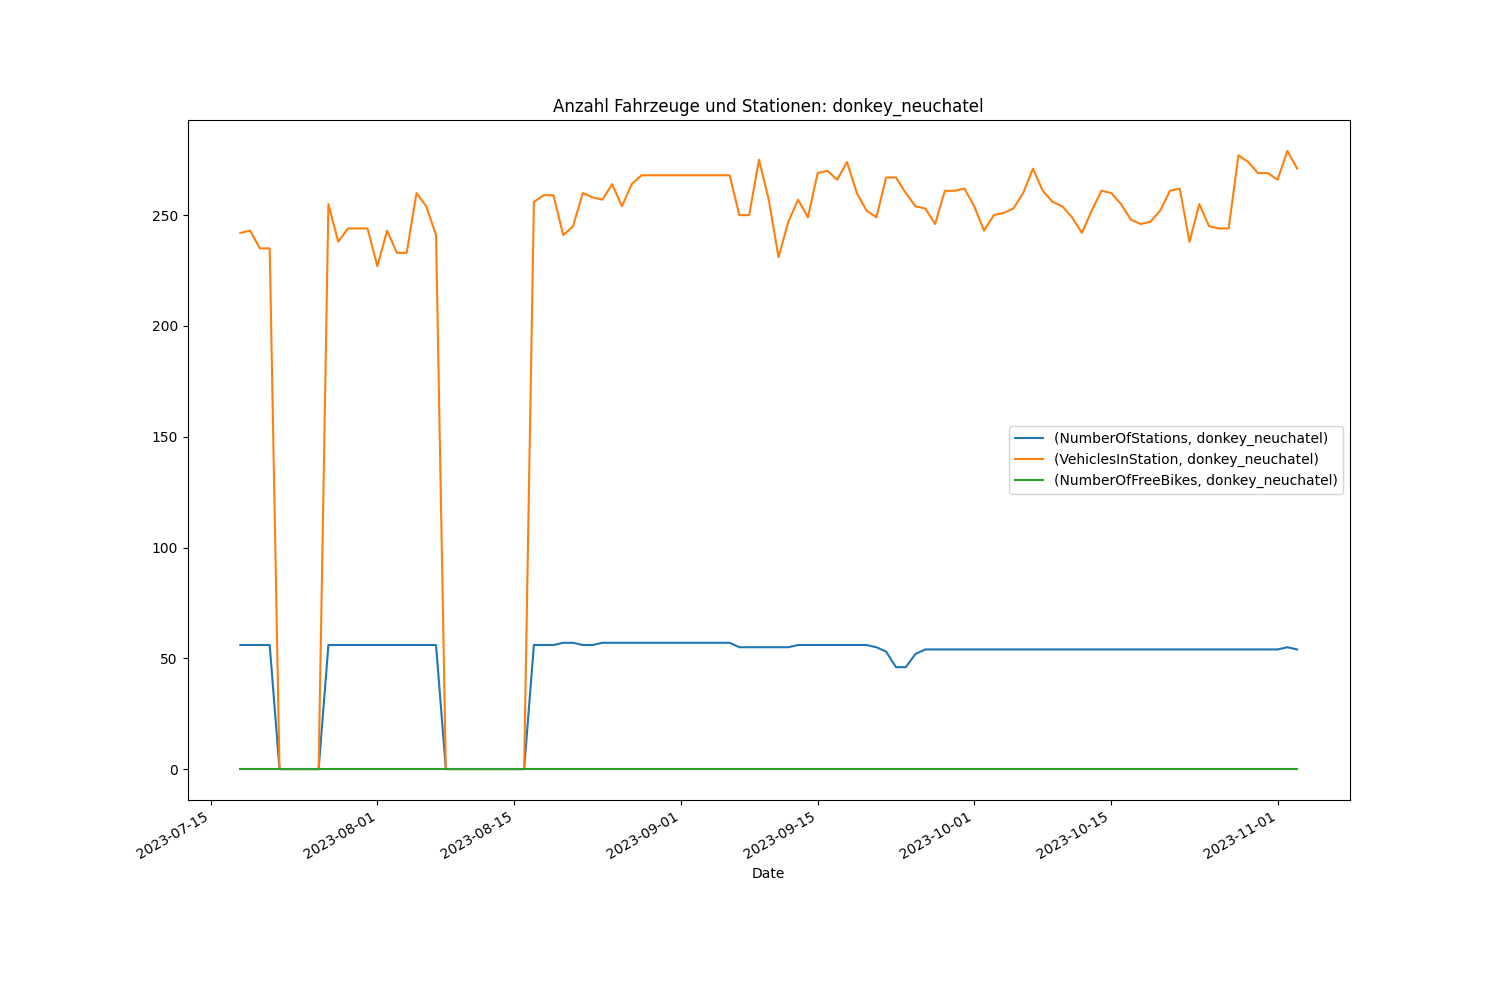 Anzahl Fahrzeuge und Stationen: donkey_neuchatel
250
200
150
100
50
0
(NumberOfStations, donkey_neuchatel)
(VehiclesInStation, donkey_neuchatel)
(NumberOfFreeBikes, donkey_neuchatel)
2023-07-15
2023-08-01
2023-08-15
2023-09-01
2023-09-15
2023-10-01
2023-10-15
2023-11-01
Date